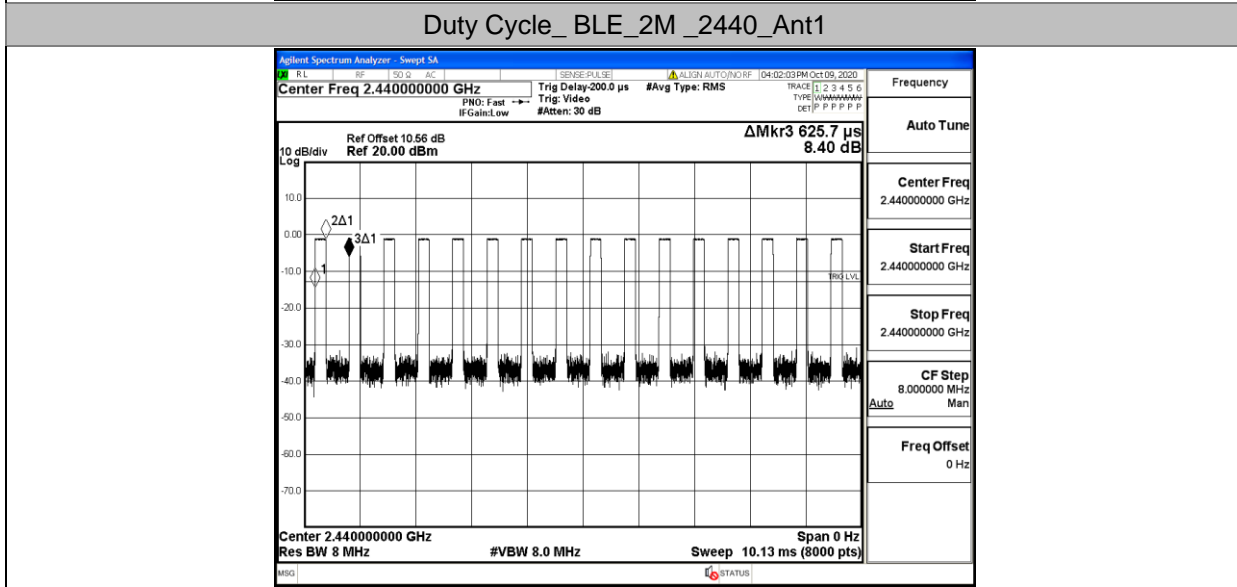 Duty Cycle_ BLE_2M _2440_Ant1
Agilent Spectrum Analyzer - Swept SA
RL RF 50 Ω AC SENSE:PULSE ALIGN AUTO/NO RF 04:02:03 PM Oct 09, 2020
Center Freq 2.440000000 GHz
PNO: Fast
IFGain:Low
Trig Delay-200.0 µs
Trig: Video
#Atten: 30 dB
#Avg Type: RMS
TRACE 1 2 3 4 5 6
TYPE
DET P P P P P P
Ref Offset 10.56 dB
Ref 20.00 dBm
10 dB/div
Log
ΔMkr3 625.7 µs
8.40 dB
10.0
0.00
-10.0
-20.0
-30.0
-40.0
-50.0
-60.0
-70.0
2Δ1
3Δ1
1
TRIG LVL
Center 2.440000000 GHz
Span 0 Hz
Res BW 8 MHz
#VBW 8.0 MHz
Sweep 10.13 ms (8000 pts)
MSG
STATUS
Frequency
Auto Tune
Center Freq
2.440000000 GHz
Start Freq
2.440000000 GHz
Stop Freq
2.440000000 GHz
CF Step
8.000000 MHz
Auto Man
Freq Offset
0 Hz